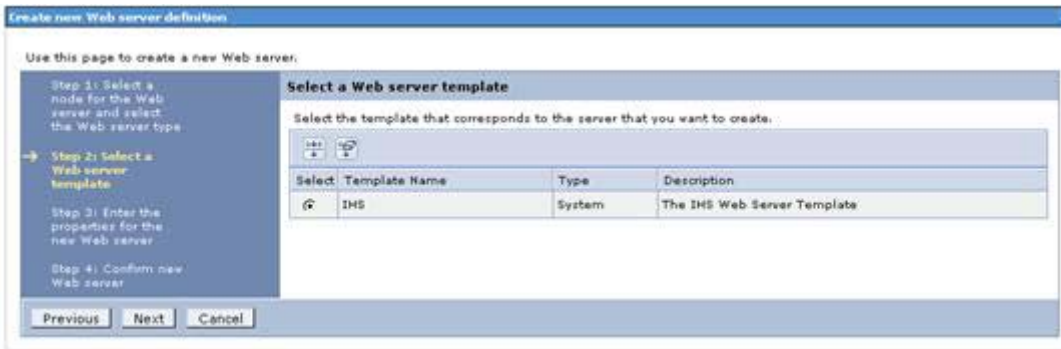 Create new Web server definition
Use this page to create a new Web server.
Step 1: Select a
node for the Web
server and select
the Web server type
Step 2: Select a
Web server
template
Step 3: Enter the
properties for the
new Web server
Step 4: Confirm new
Web server
Select a Web server template
Select the template that corresponds to the server that you want to create.
Select Template Name Type Description
IHS System The IHS Web Server Template
Previous Next Cancel